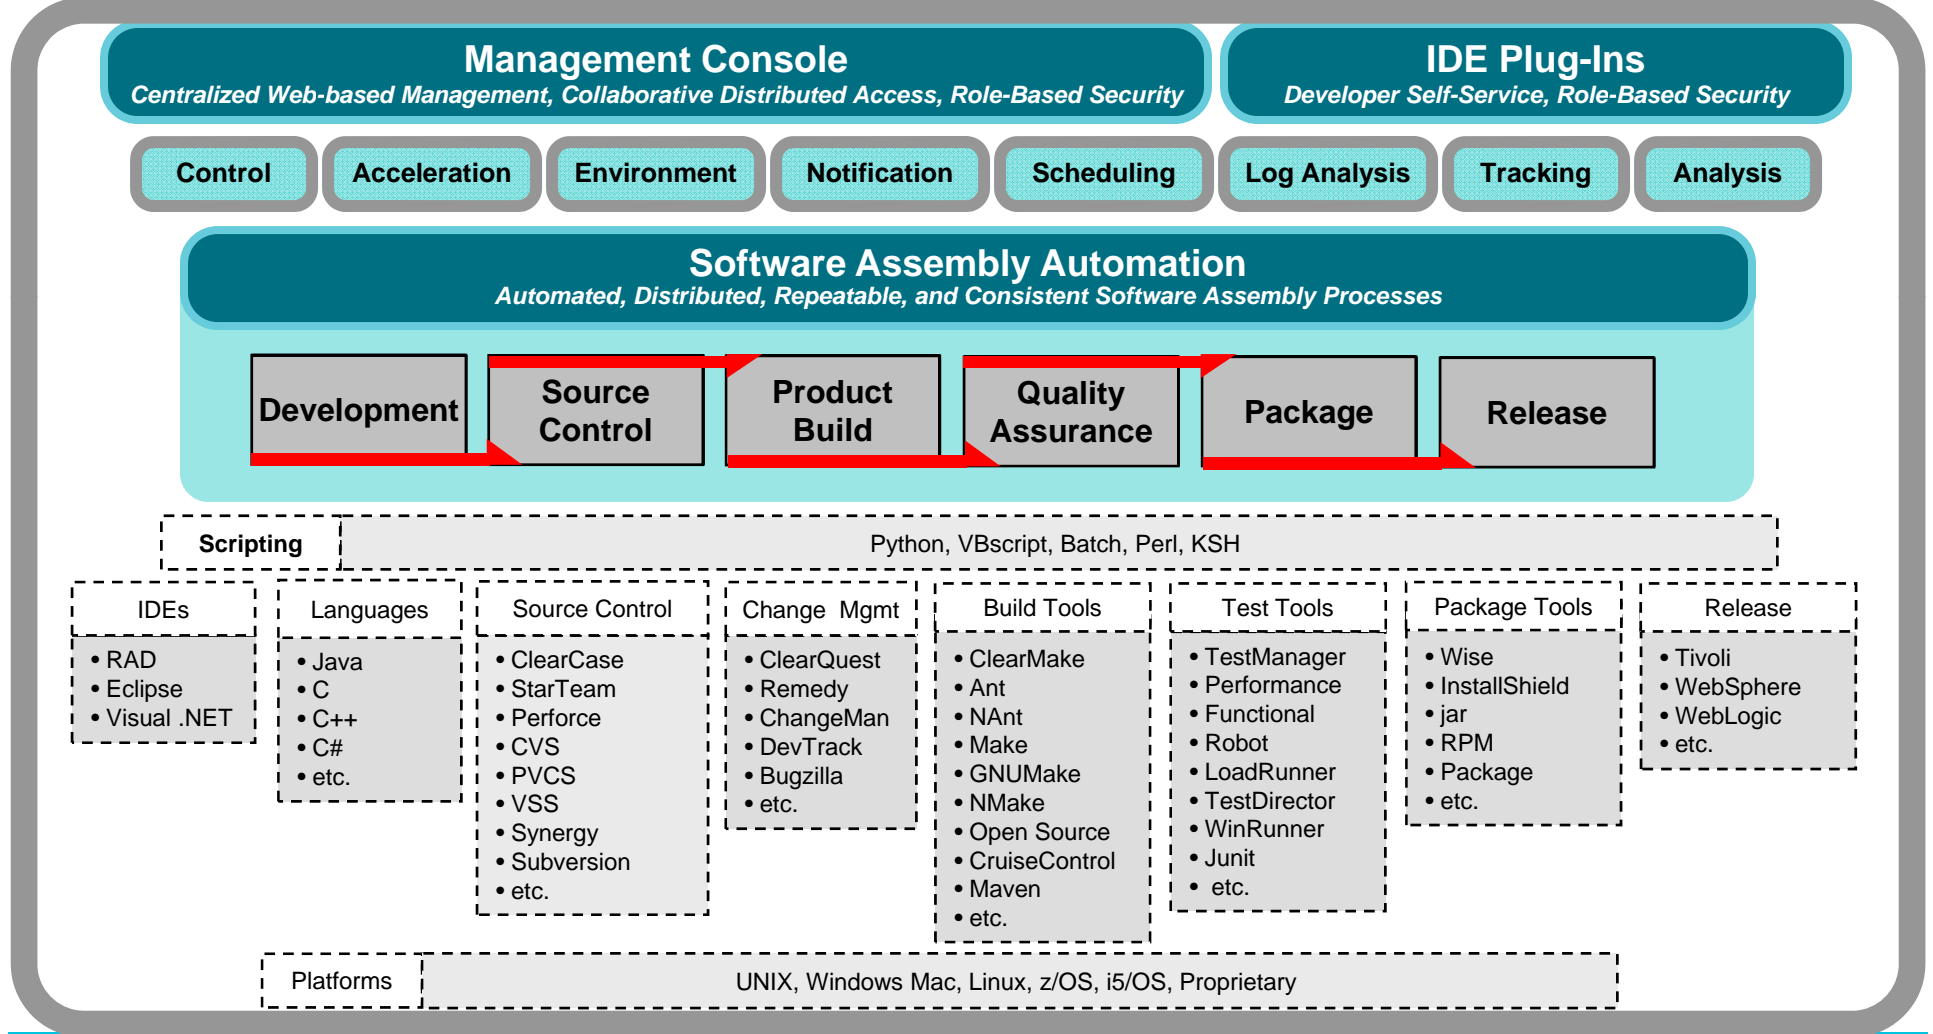 Management Console
Centralized Web-based Management, Collaborative Distributed Access, Role-Based Security
IDE Plug-Ins
Developer Self-Service, Role-Based Security
Control
Acceleration
Environment
Notification
Scheduling
Log Analysis
Tracking
Analysis
Software Assembly Automation
Automated, Distributed, Repeatable, and Consistent Software Assembly Processes
Development
Source
Control
Product
Build
Quality
Assurance
Package
Release
Scripting
Python, VBscript, Batch, Perl, KSH
IDEs
• RAD
• Eclipse
• Visual .NET
Languages
• Java
• C
• C++
• C#
• etc.
Source Control
• ClearCase
• StarTeam
• Perforce
• CVS
• PVCS
• VSS
• Synergy
• Subversion
• etc.
Change Mgmt
• ClearQuest
• Remedy
• ChangeMan
• DevTrack
• Bugzilla
• etc.
Build Tools
• ClearMake
• Ant
• NAnt
• Make
• GNUMake
• NMake
• Open Source
• CruiseControl
• Maven
• etc.
Test Tools
• TestManager
• Performance
• Functional
• Robot
• LoadRunner
• TestDirector
• WinRunner
• Junit
• etc.
Package Tools
• Wise
• InstallShield
• jar
• RPM
• Package
• etc.
Release
• Tivoli
• WebSphere
• WebLogic
• etc.
Platforms
UNIX, Windows Mac, Linux, z/OS, i5/OS, Proprietary